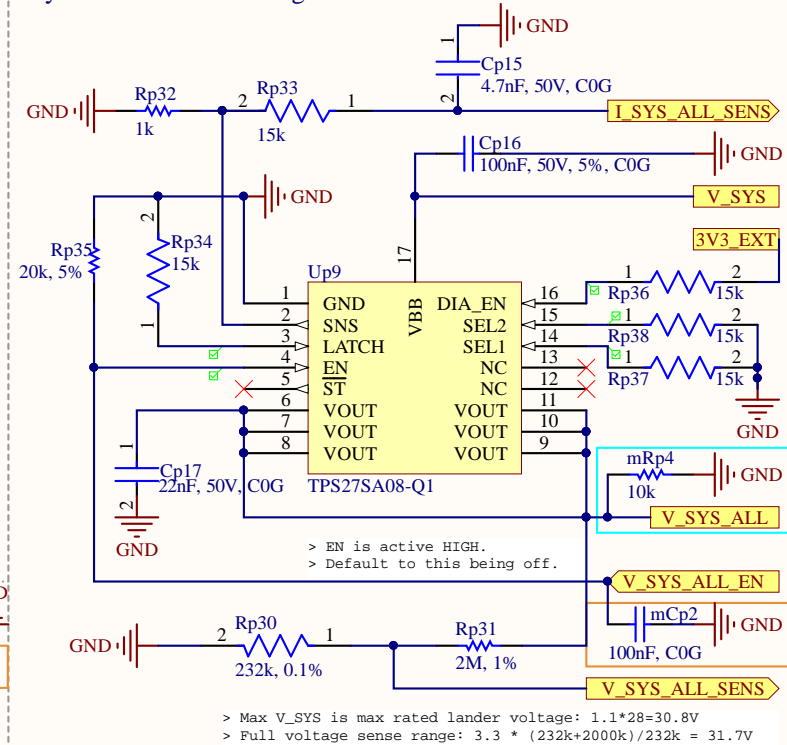 GND
1
Cp15
4.7nF, 50V, C0G
2
Rp32
GND
1k
2
Rp33
1
15k
I_SYS_ALL_SENS
Cp16
100nF, 50V, 5%, C0G
GND
V_SYS
GND
3V3_EXT
Rp35
20k, 5%
2
Rp34
15k
1
17
Up9
1
GND
2
SNS
3
LATCH
4
EN
5
ST
6
VOUT
7
VOUT
8
VOUT
VBB
DIA_EN
16
SEL2
15
SEL1
14
NC
13
NC
12
VOUT
11
VOUT
10
VOUT
9
TPS27SA08-Q1
1
Rp36
2
15k
1
Rp38
2
15k
1
Rp37
2
15k
GND
1
Cp17
22nF, 50V, C0G
2
GND
mRp4
10k
GND
V_SYS_ALL
> EN is active HIGH.
> Default to this being off.
V_SYS_ALL_EN
mCp2
100nF, C0G
GND
GND
2
Rp30
1
232k, 0.1%
Rp31
2M, 1%
V_SYS_ALL_SENS
> Max V_SYS is max rated lander voltage: 1.1*28=30.8V
> Full voltage sense range: 3.3 * (232k+2000k)/232k = 31.7V